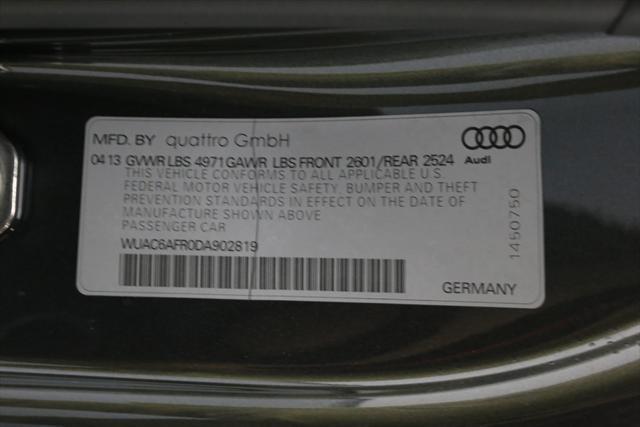 MFD. BY quattro GmbH
0413 GVWR LBS 4971 GAWR LBS FRONT 2601/REAR 2524
Audi
THIS VEHICLE CONFORMS TO ALL APPLICABLE U.S.
FEDERAL MOTOR VEHICLE SAFETY, BUMPER AND THEFT
PREVENTION STANDARDS IN EFFECT ON THE DATE OF
MANUFACTURE SHOWN ABOVE
PASSENGER CAR
WUAC6AFR0DA902819
GERMANY
1450750